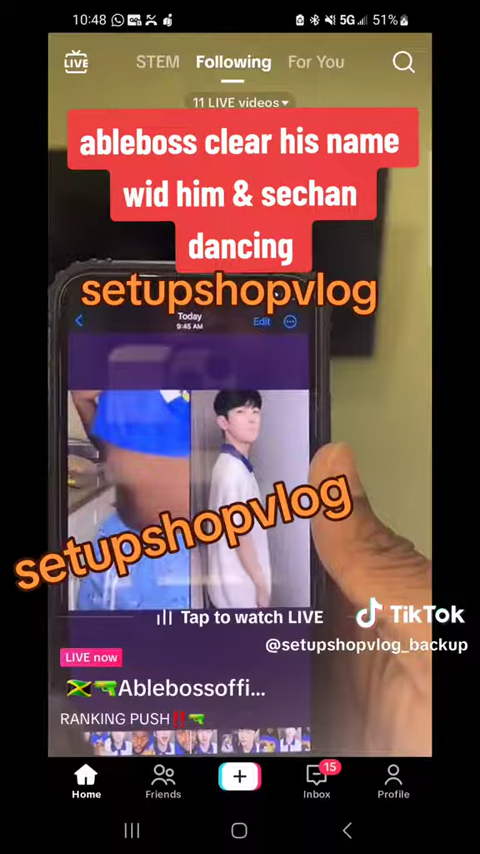 10:48
5G 51%
LIVE STEM Following For You
11 LIVE videos
ableboss clear his name
wid him & sechan
dancing
setupshopvlog
Today
9:45 AM
Edit
setupshopvlog
Tap to watch LIVE
TikTok
@setupshopvlog_backup
LIVE now
🇯🇲🔫Ablebossoffi...
RANKING PUSH‼️🔫
15
Home Friends Inbox Profile